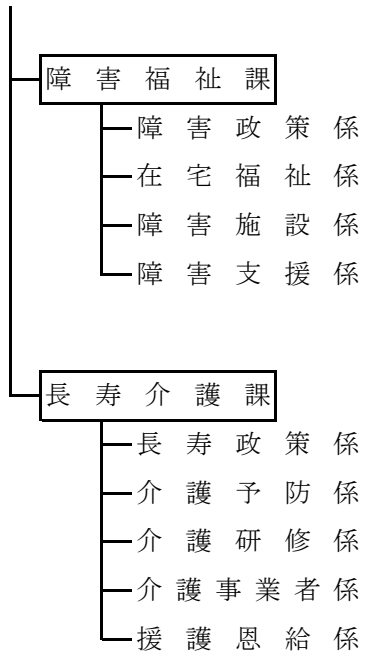 障害福祉課
障害政策係
在宅福祉係
障害施設係
障害支援係
長寿介護課
長寿政策係
介護予防係
介護研修係
介護事業者係
援護恩給係